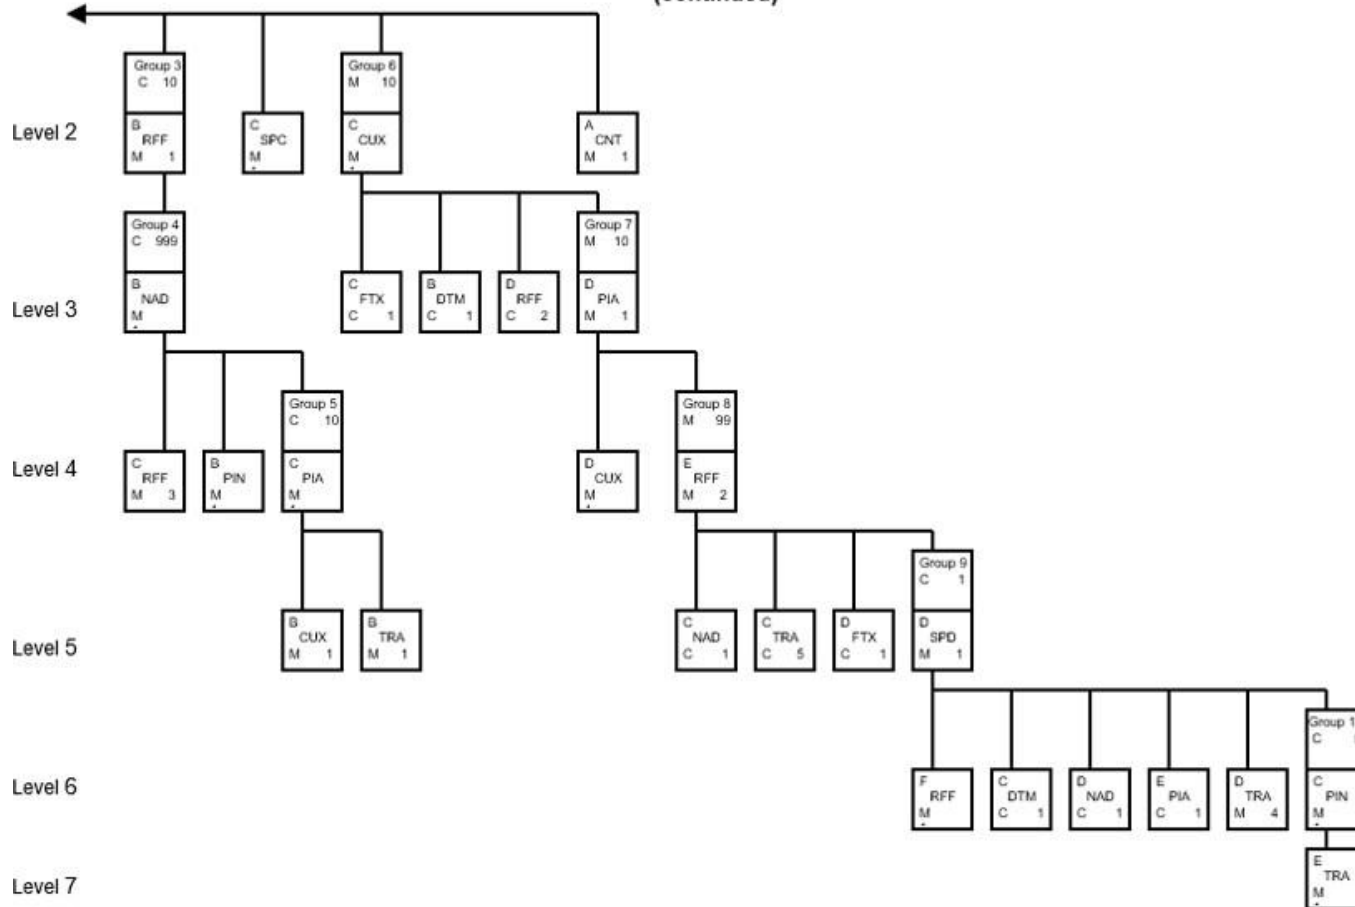 (continued)
Group 3 Group 6
C 10 M 10
Level 2
B C C A
RFF SPC CUX CNT
M 1 M M M 1
Group 4 Group 7
C 999 M 10
Level 3
B C B D D
NAD FTX DTM RFF PIA
M C 1 C 1 C 2 M 1
Group 5 Group 8
C 10 M 99
Level 4
C B C D E
RFF PIN PIA CUX RFF
M 3 M M M M 2
Group 9
C 1
Level 5
B B C C D D
CUX TRA NAD TRA FTX SPD
M 1 M 1 C 1 C 5 C 1 M 1
Group 1
C
Level 6
F C D E D C
RFF DTM NAD PIA TRA PIN
M C 1 C 1 C 1 M 4 M
Level 7
E
TRA
M